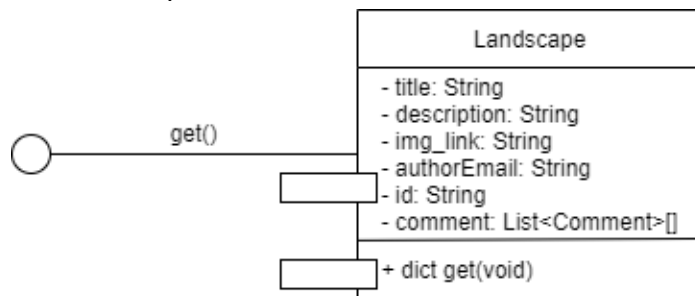 Landscape
- title: String
- description: String
get()
- img_link: String
- authorEmail: String
- id: String
- comment: List<Comment>[]
+ dict get(void)